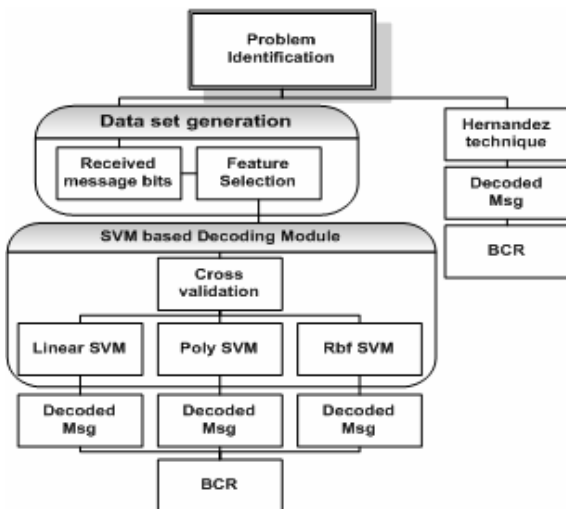 Problem
Identification
Data set generation
Received
message bits
Feature
Selection
Hernandez
technique
Decoded
Msg
BCR
SVM based Decoding Module
Cross
validation
Linear SVM
Poly SVM
Rbf SVM
Decoded
Msg
Decoded
Msg
Decoded
Msg
BCR